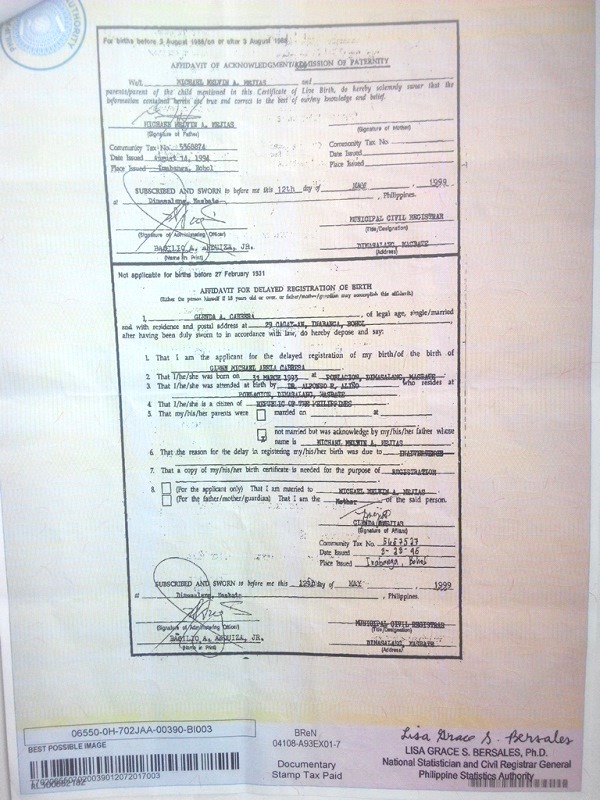 AUTHORITY
For births before 3 August 1988/on or after 3 August 1988
AFFIDAVIT OF ACKNOWLEDGMENT/ADMISSION OF PATERNITY
We/I MICHAEL MELVIN A. MEJIAS and
parents/parent of the child mentioned in this Certificate of Live Birth, do hereby solemnly swear that the
information contained herein are true and correct to the best of our/my knowledge and belief.
MICHAEL MELVIN A. MEJIAS
(Signature of Father) (Signature of Mother)
Community Tax No. 5360874 Community Tax No.
Date Issued August 14, 1994 Date Issued
Place Issued Inabanga, Bohol Place Issued
SUBSCRIBED AND SWORN to before me this 12th day of MAY , 1999
at Dimasalang, Masbate , Philippines.
MUNICIPAL CIVIL REGISTRAR
(Signature of Administering Officer) (Title/Designation)
BASILIO A. ABQUIZA, JR. DIMASALANG, MASBATE
(Name in Print) (Address)
Not applicable for births before 27 February 1931
AFFIDAVIT FOR DELAYED REGISTRATION OF BIRTH
(Either the person himself if 18 years old or over, or father/mother/guardian may accomplish this affidavit)
I, GLENDA A. CABRERA , of legal age, single/married
and with residence and postal address at INABANGA, BOHOL
after having been duly sworn to in accordance with law, do hereby depose and say:
1. That I am the applicant for the delayed registration of my birth/of the birth of
MICHAEL ABELA CABRERA
2. That I/he/she was born on 31 MARCH 1993 at POBLACION, DIMASALANG, MASBATE
3. That I/he/she was attended at birth by DR. ALFONSO R. ALIÑO who resides at
POBLACION, DIMASALANG, MASBATE
4. That I/he/she is a citizen of REPUBLIC OF THE PHILIPPINES
5. That my/his/her parents were married on at
not married but was acknowledged by my/his/her father whose
name is MICHAEL MELVIN A. MEJIAS
6. That the reason for the delay in registering my/his/her birth was due to
7. That a copy of my/his/her birth certificate is needed for the purpose of REGISTRATION
8. (For the applicant only) That I am married to MICHAEL MELVIN A. MEJIAS
(For the father/mother/guardian) That I am the Mother of the said person.
GLENDA MEJIAS
(Signature of Affiant)
Community Tax No. 5687527
Date Issued 2-28-96
Place Issued Inabanga, Bohol
SUBSCRIBED AND SWORN to before me this 12th day of MAY , 1999
at Dimasalang, Masbate , Philippines.
MUNICIPAL CIVIL REGISTRAR
(Signature of Administering Officer) (Title/Designation)
BASILIO A. ABQUIZA, JR. DIMASALANG, MASBATE
(Name in Print) (Address)
06550-0H-702JAA-00390-BI003
BEST POSSIBLE IMAGE
BReN
04108-A93EX01-7
Documentary
Stamp Tax Paid
Lisa Grace S. Bersales
LISA GRACE S. BERSALES, Ph.D.
National Statistician and Civil Registrar General
Philippine Statistics Authority